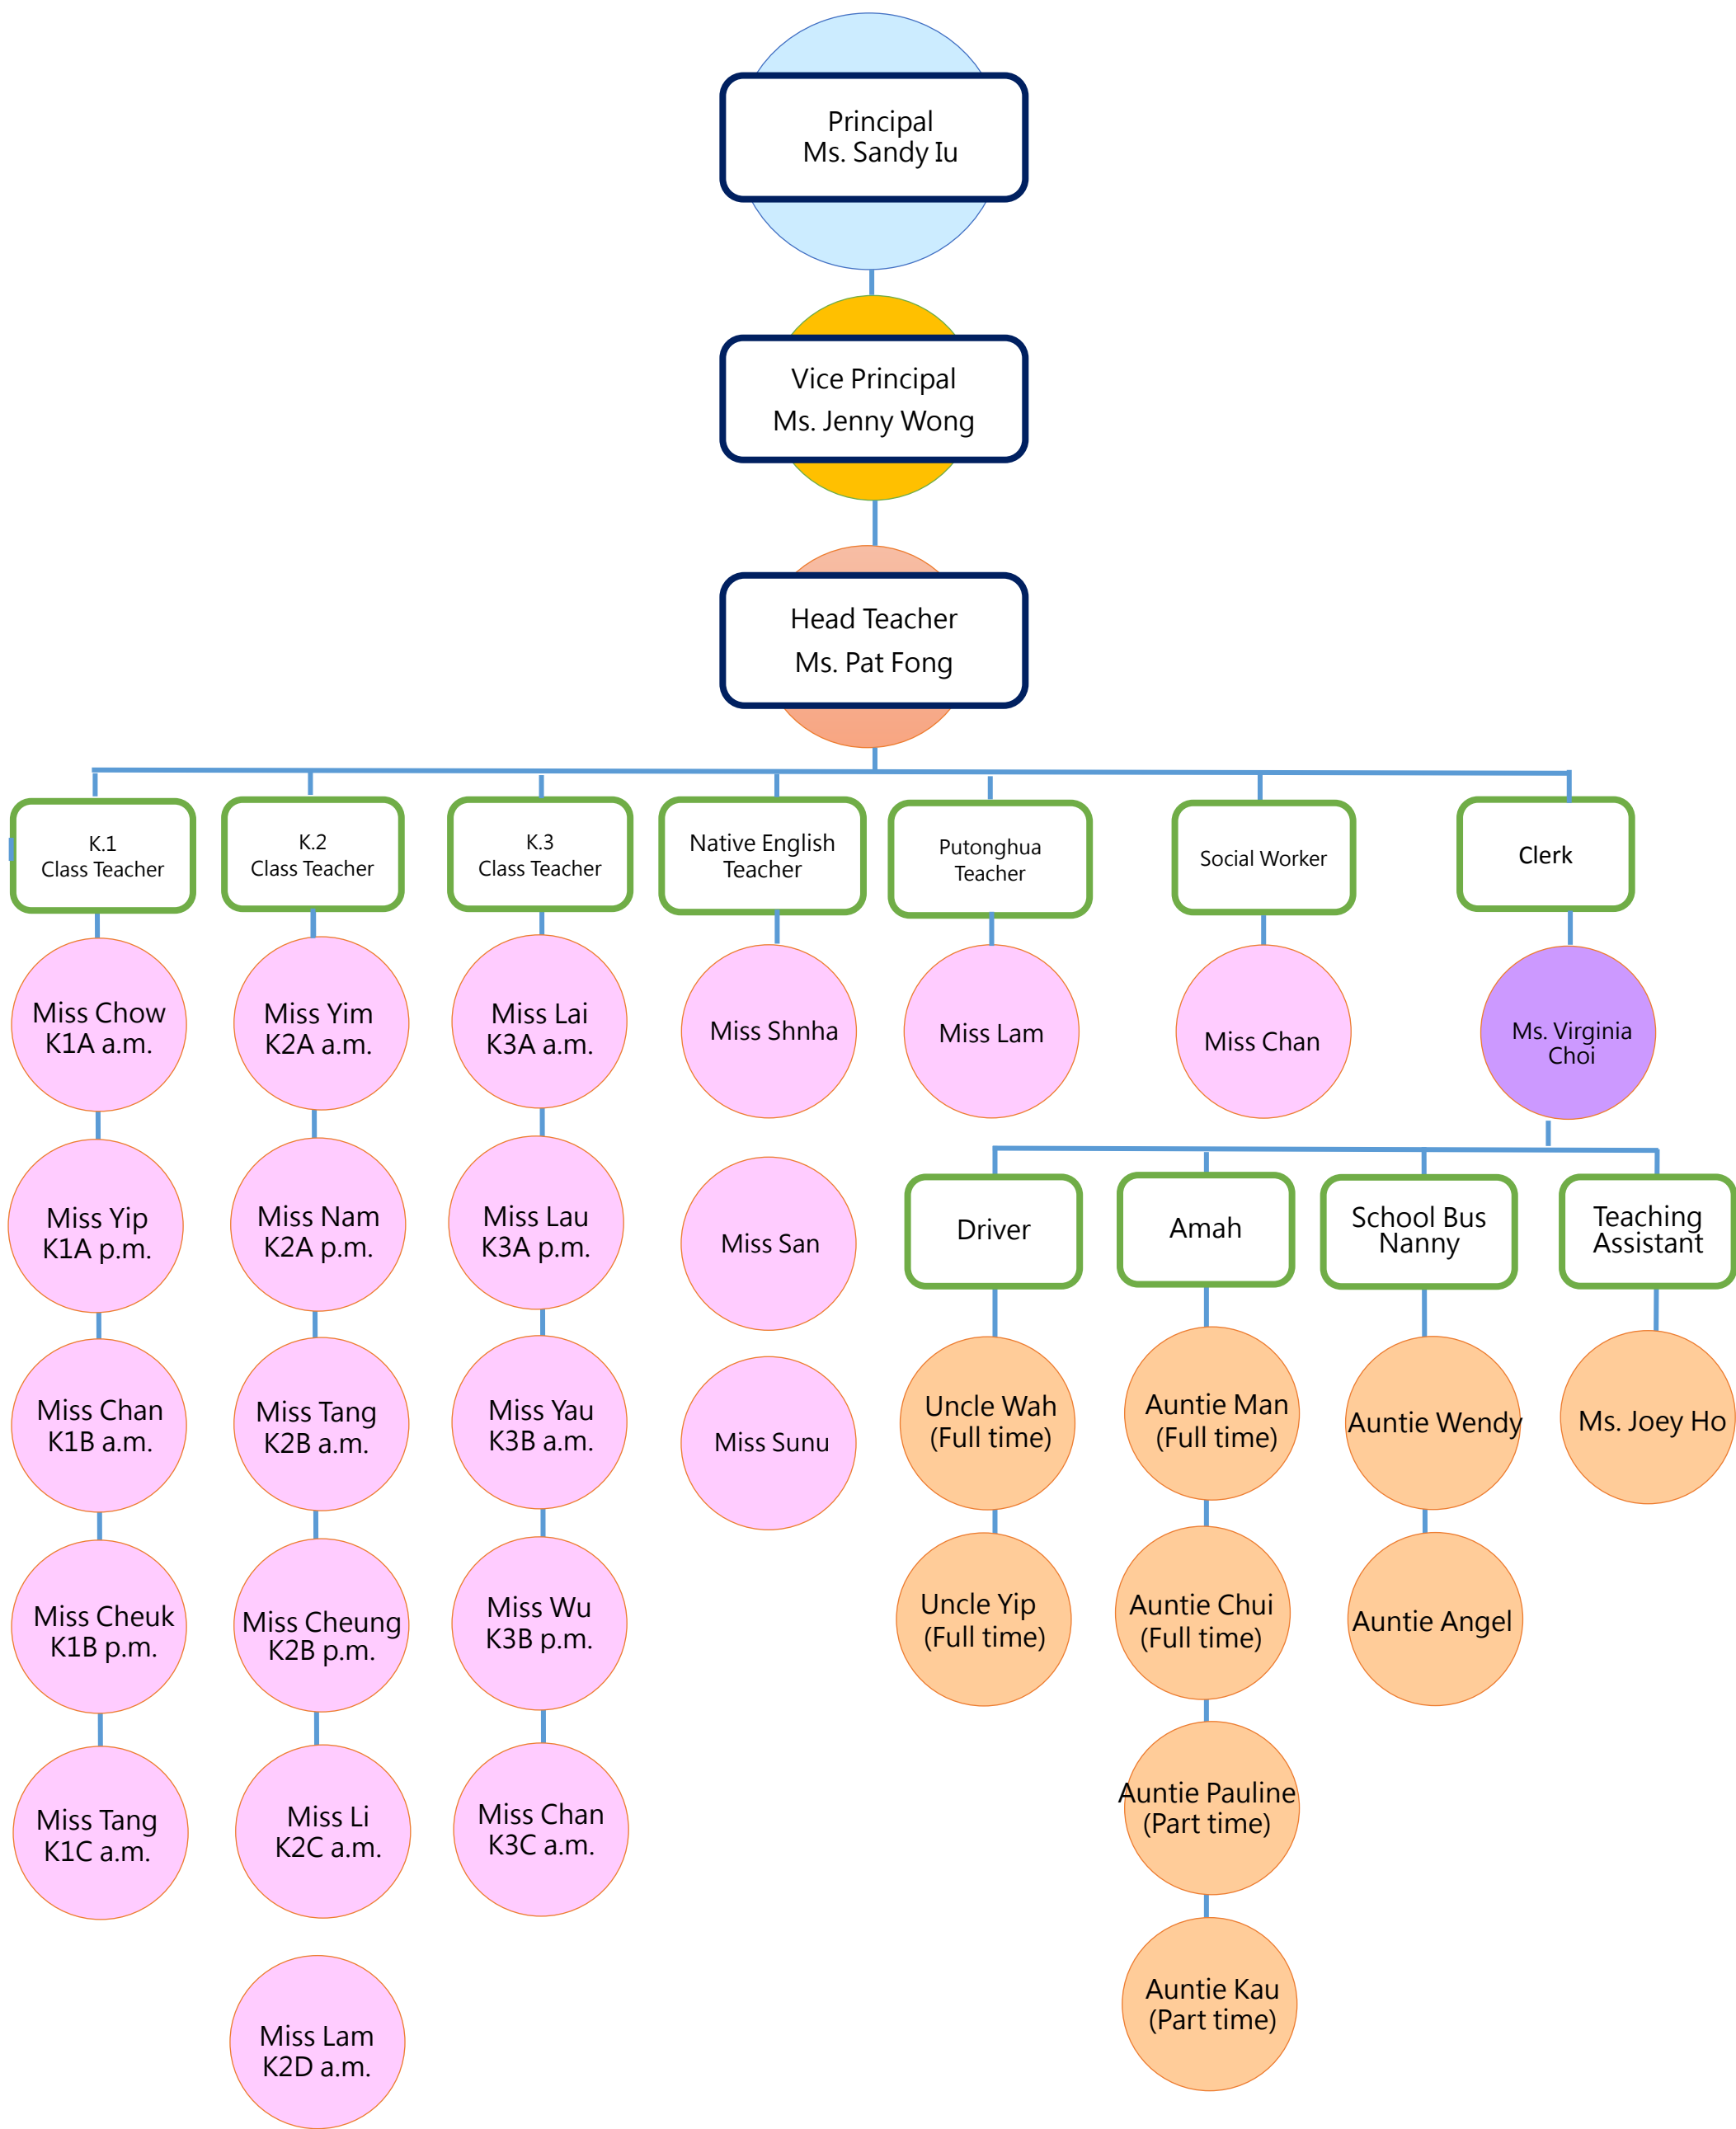 Principal
Ms. Sandy Iu
Vice Principal
Ms. Jenny Wong
Head Teacher
Ms. Pat Fong
K.1
Class Teacher
K.2
Class Teacher
K.3
Class Teacher
Native English
Teacher
Putonghua
Teacher
Social Worker
Clerk
Miss Chow
K1A a.m.
Miss Yim
K2A a.m.
Miss Lai
K3A a.m.
Miss Shnha
Miss Lam
Miss Chan
Ms. Virginia
Choi
Miss Yip
K1A p.m.
Miss Nam
K2A p.m.
Miss Lau
K3A p.m.
Miss San
Driver
Amah
School Bus
Nanny
Teaching
Assistant
Miss Chan
K1B a.m.
Miss Tang
K2B a.m.
Miss Yau
K3B a.m.
Miss Sunu
Uncle Wah
(Full time)
Auntie Man
(Full time)
Auntie Wendy
Ms. Joey Ho
Miss Cheuk
K1B p.m.
Miss Cheung
K2B p.m.
Miss Wu
K3B p.m.
Uncle Yip
(Full time)
Auntie Chui
(Full time)
Auntie Angel
Miss Tang
K1C a.m.
Miss Li
K2C a.m.
Miss Chan
K3C a.m.
Auntie Pauline
(Part time)
Miss Lam
K2D a.m.
Auntie Kau
(Part time)